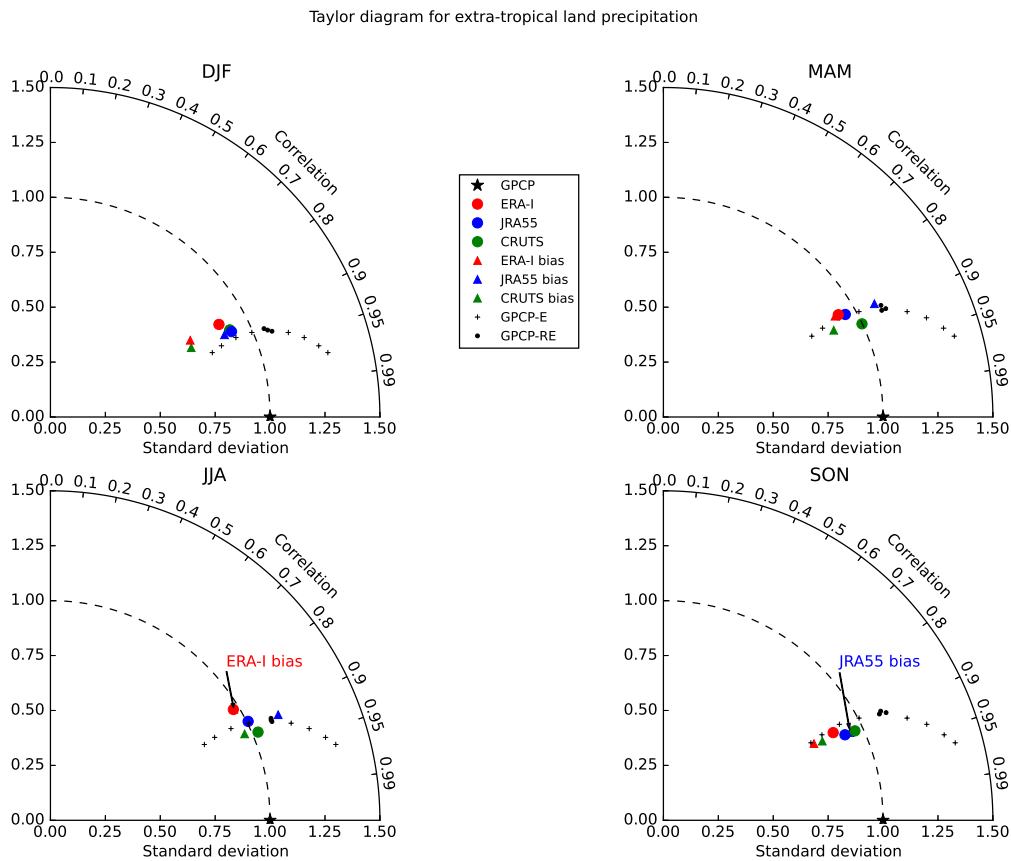 Taylor diagram for extra-tropical land precipitation
DJF
0.0 0.1 0.2 0.3 0.4 0.5 0.6 0.7 0.8 0.9 0.95 0.99
Correlation
1.50
1.25
1.00
0.75
0.50
0.25
0.00
0.00 0.25 0.50 0.75 1.00 1.25 1.50
Standard deviation
GPCP
ERA-I
JRA55
CRUTS
ERA-I bias
JRA55 bias
CRUTS bias
GPCP-E
GPCP-RE
MAM
0.0 0.1 0.2 0.3 0.4 0.5 0.6 0.7 0.8 0.9 0.95 0.99
Correlation
1.50
1.25
1.00
0.75
0.50
0.25
0.00
0.00 0.25 0.50 0.75 1.00 1.25 1.50
Standard deviation
JJA
0.0 0.1 0.2 0.3 0.4 0.5 0.6 0.7 0.8 0.9 0.95 0.99
Correlation
1.50
1.25
1.00
0.75
0.50
0.25
0.00
ERA-I bias
0.00 0.25 0.50 0.75 1.00 1.25 1.50
Standard deviation
SON
0.0 0.1 0.2 0.3 0.4 0.5 0.6 0.7 0.8 0.9 0.95 0.99
Correlation
1.50
1.25
1.00
0.75
0.50
0.25
0.00
JRA55 bias
0.00 0.25 0.50 0.75 1.00 1.25 1.50
Standard deviation